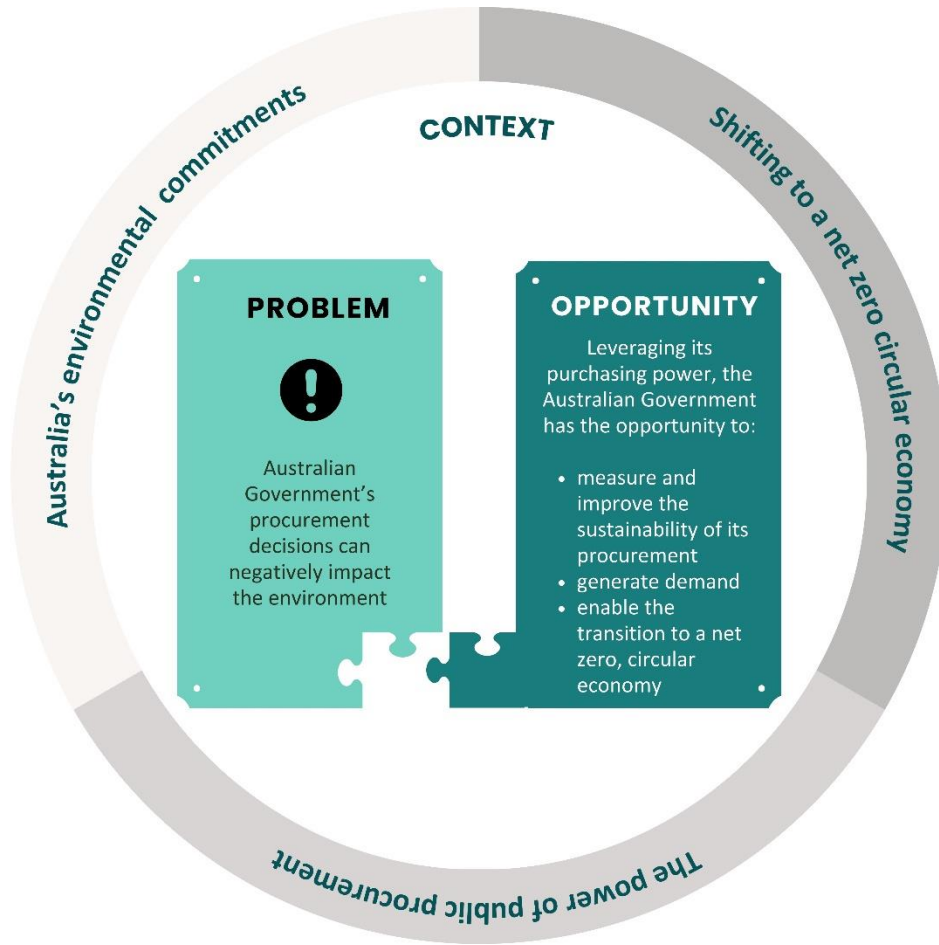 CONTEXT
Australia's environmental commitments
Shifting to a net zero circular economy
PROBLEM
Australian
Government's
procurement
decisions can
negatively impact
the environment
OPPORTUNITY
Leveraging its
purchasing power, the
Australian Government
has the opportunity to:
• measure and
improve the
sustainability of its
procurement
• generate demand
• enable the
transition to a net
zero, circular
economy
The power of public procurement